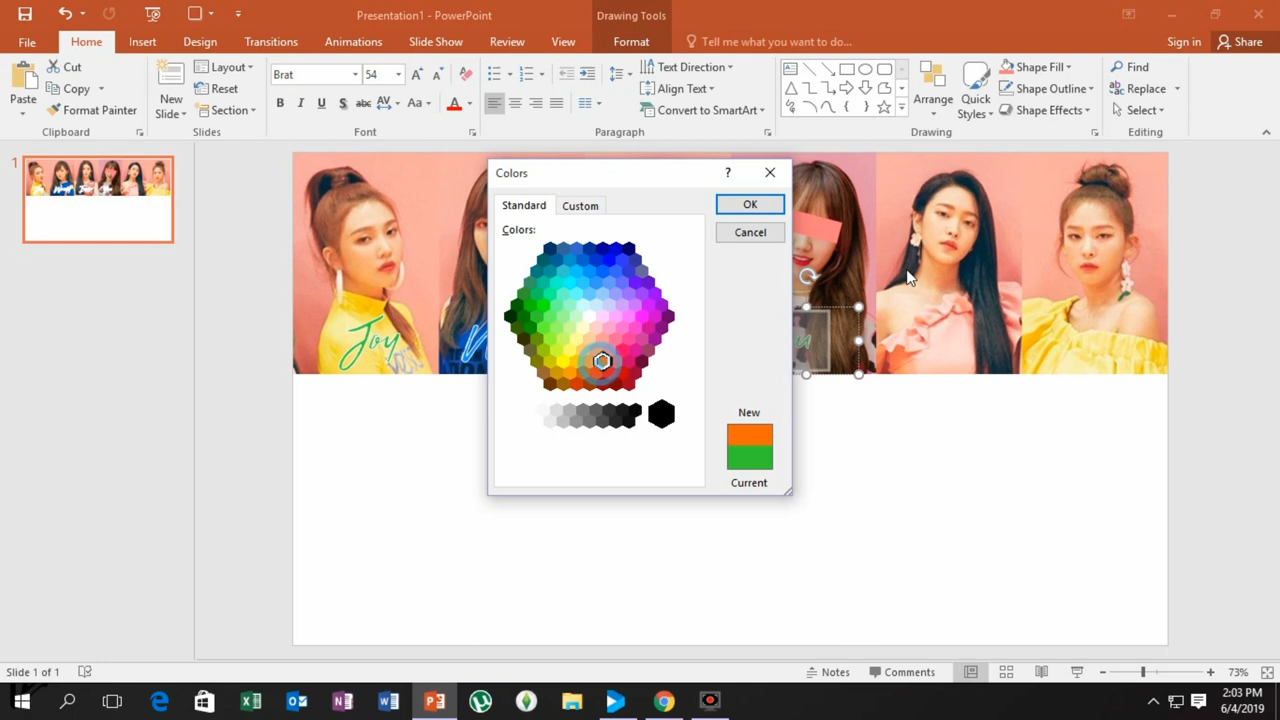 Presentation1 - PowerPoint
Drawing Tools
File
Home
Insert
Design
Transitions
Animations
Slide Show
Review
View
Format
Tell me what you want to do...
Sign in
Share
Paste
Cut
Copy
Format Painter
Clipboard
New Slide
Layout
Reset
Section
Slides
Brat
54
B I U S abc AV Aa A
Font
Text Direction
Align Text
Convert to SmartArt
Paragraph
Arrange
Quick Styles
Shape Fill
Shape Outline
Shape Effects
Drawing
Find
Replace
Select
Editing
1
Joy
Colors
?
Standard
Custom
Colors:
OK
Cancel
New
Current
Slide 1 of 1
Notes
Comments
73%
2:03 PM
6/4/2019